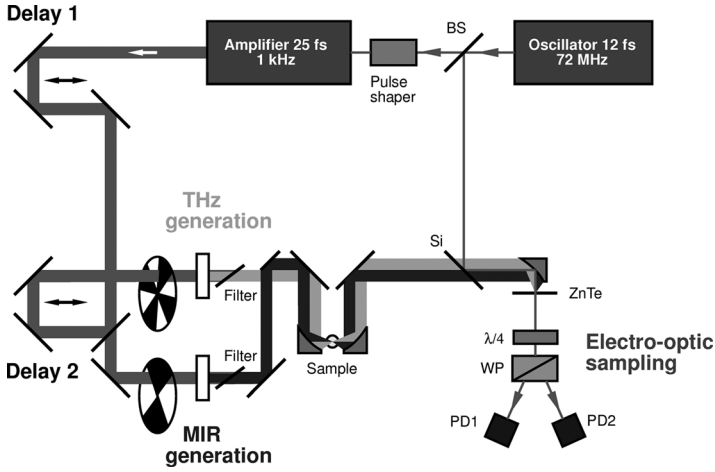 Delay 1
Amplifier 25 fs
1 kHz
Pulse
shaper
BS
Oscillator 12 fs
72 MHz
THz
generation
Filter
Si
ZnTe
λ/4
WP
Electro-optic
sampling
Delay 2
Filter
Sample
MIR
generation
PD1
PD2